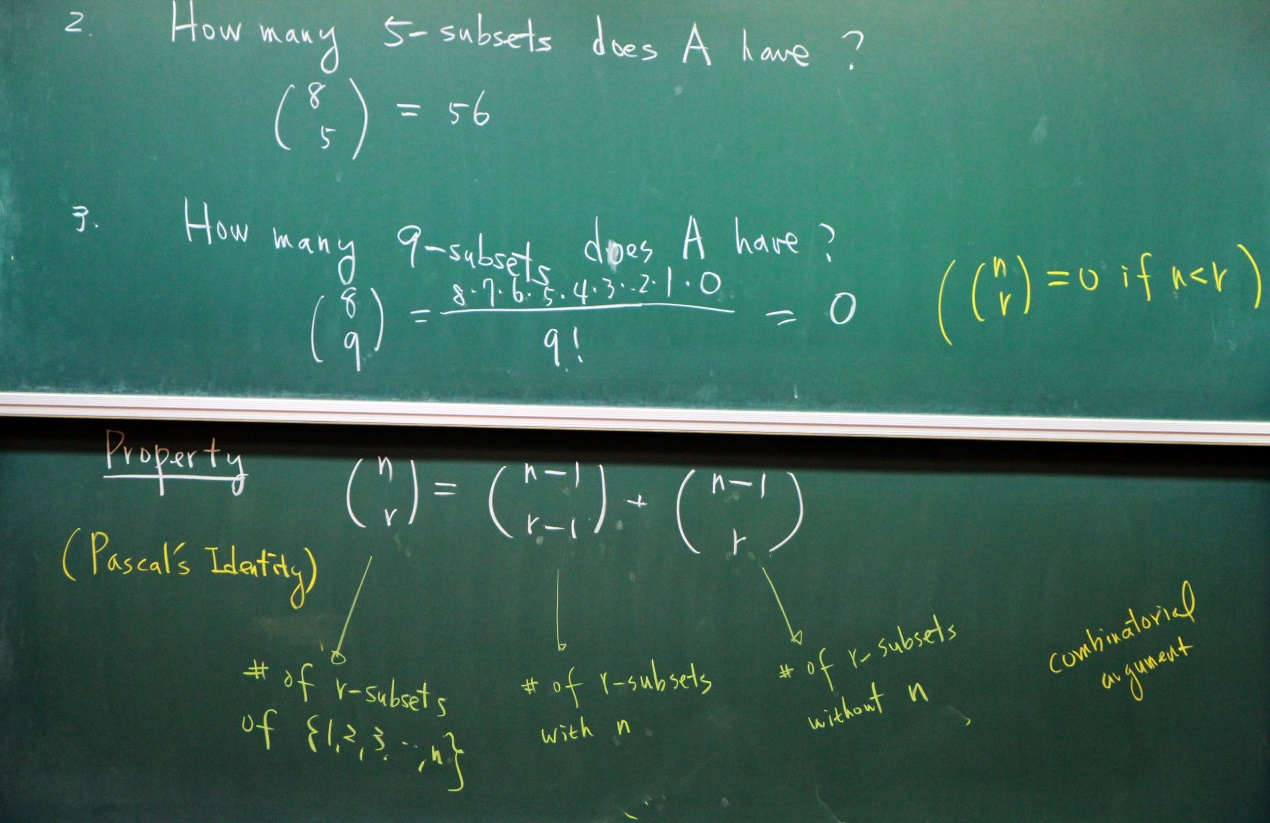 2. How many 5-subsets does A have ?
(8 5) = 56
3. How many 9-subsets does A have ?
(8 9) = 8·7·6·5·4·3··2·1·0 / 9! = 0 ((n r) = 0 if n<r)
Property (n r) = (n-1 r-1) + (n-1 r)
(Pascal's Identity)
# of r-subsets
of {1,2,3,...,n}
# of r-subsets
with n
# of r-subsets
without n
combinatorial
argument